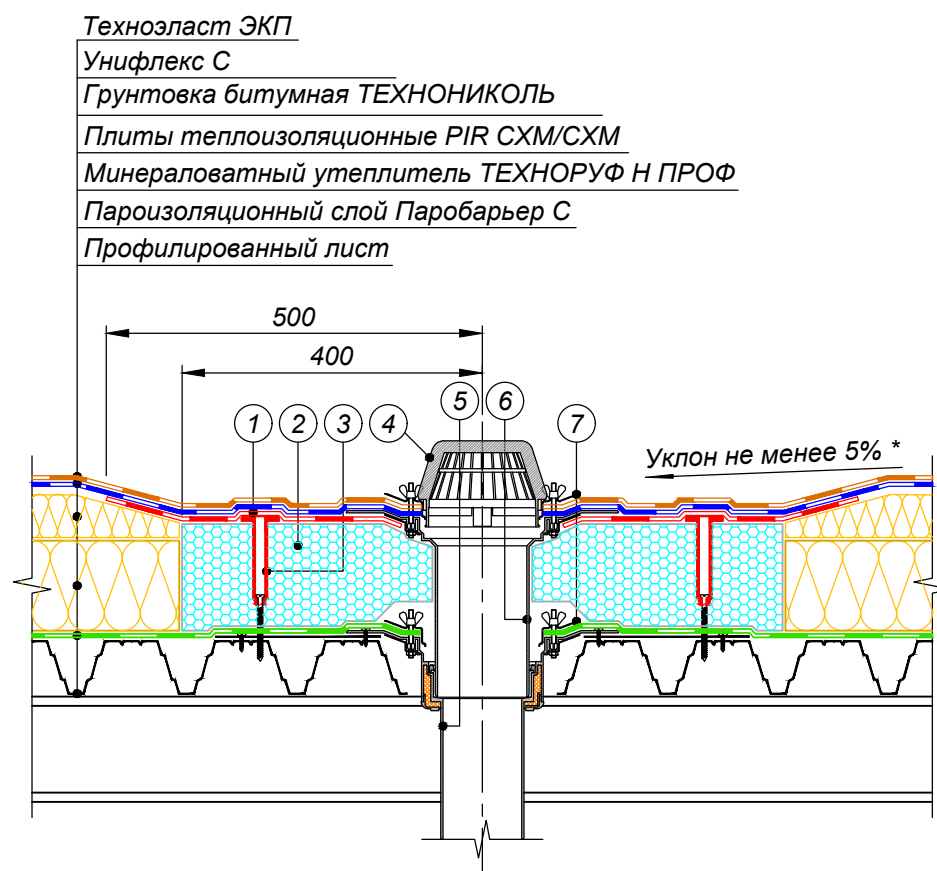 Техноэласт ЭКП
Унифлекс С
Грунтовка битумная ТЕХНОНИКОЛЬ
Плиты теплоизоляционные PIR СХМ/СХМ
Минераловатный утеплитель ТЕХНОРУФ Н ПРОФ
Пароизоляционный слой Паробарьер С
Профилированный лист
500
400
1 2 3 4 5 6 7
Уклон не менее 5% *